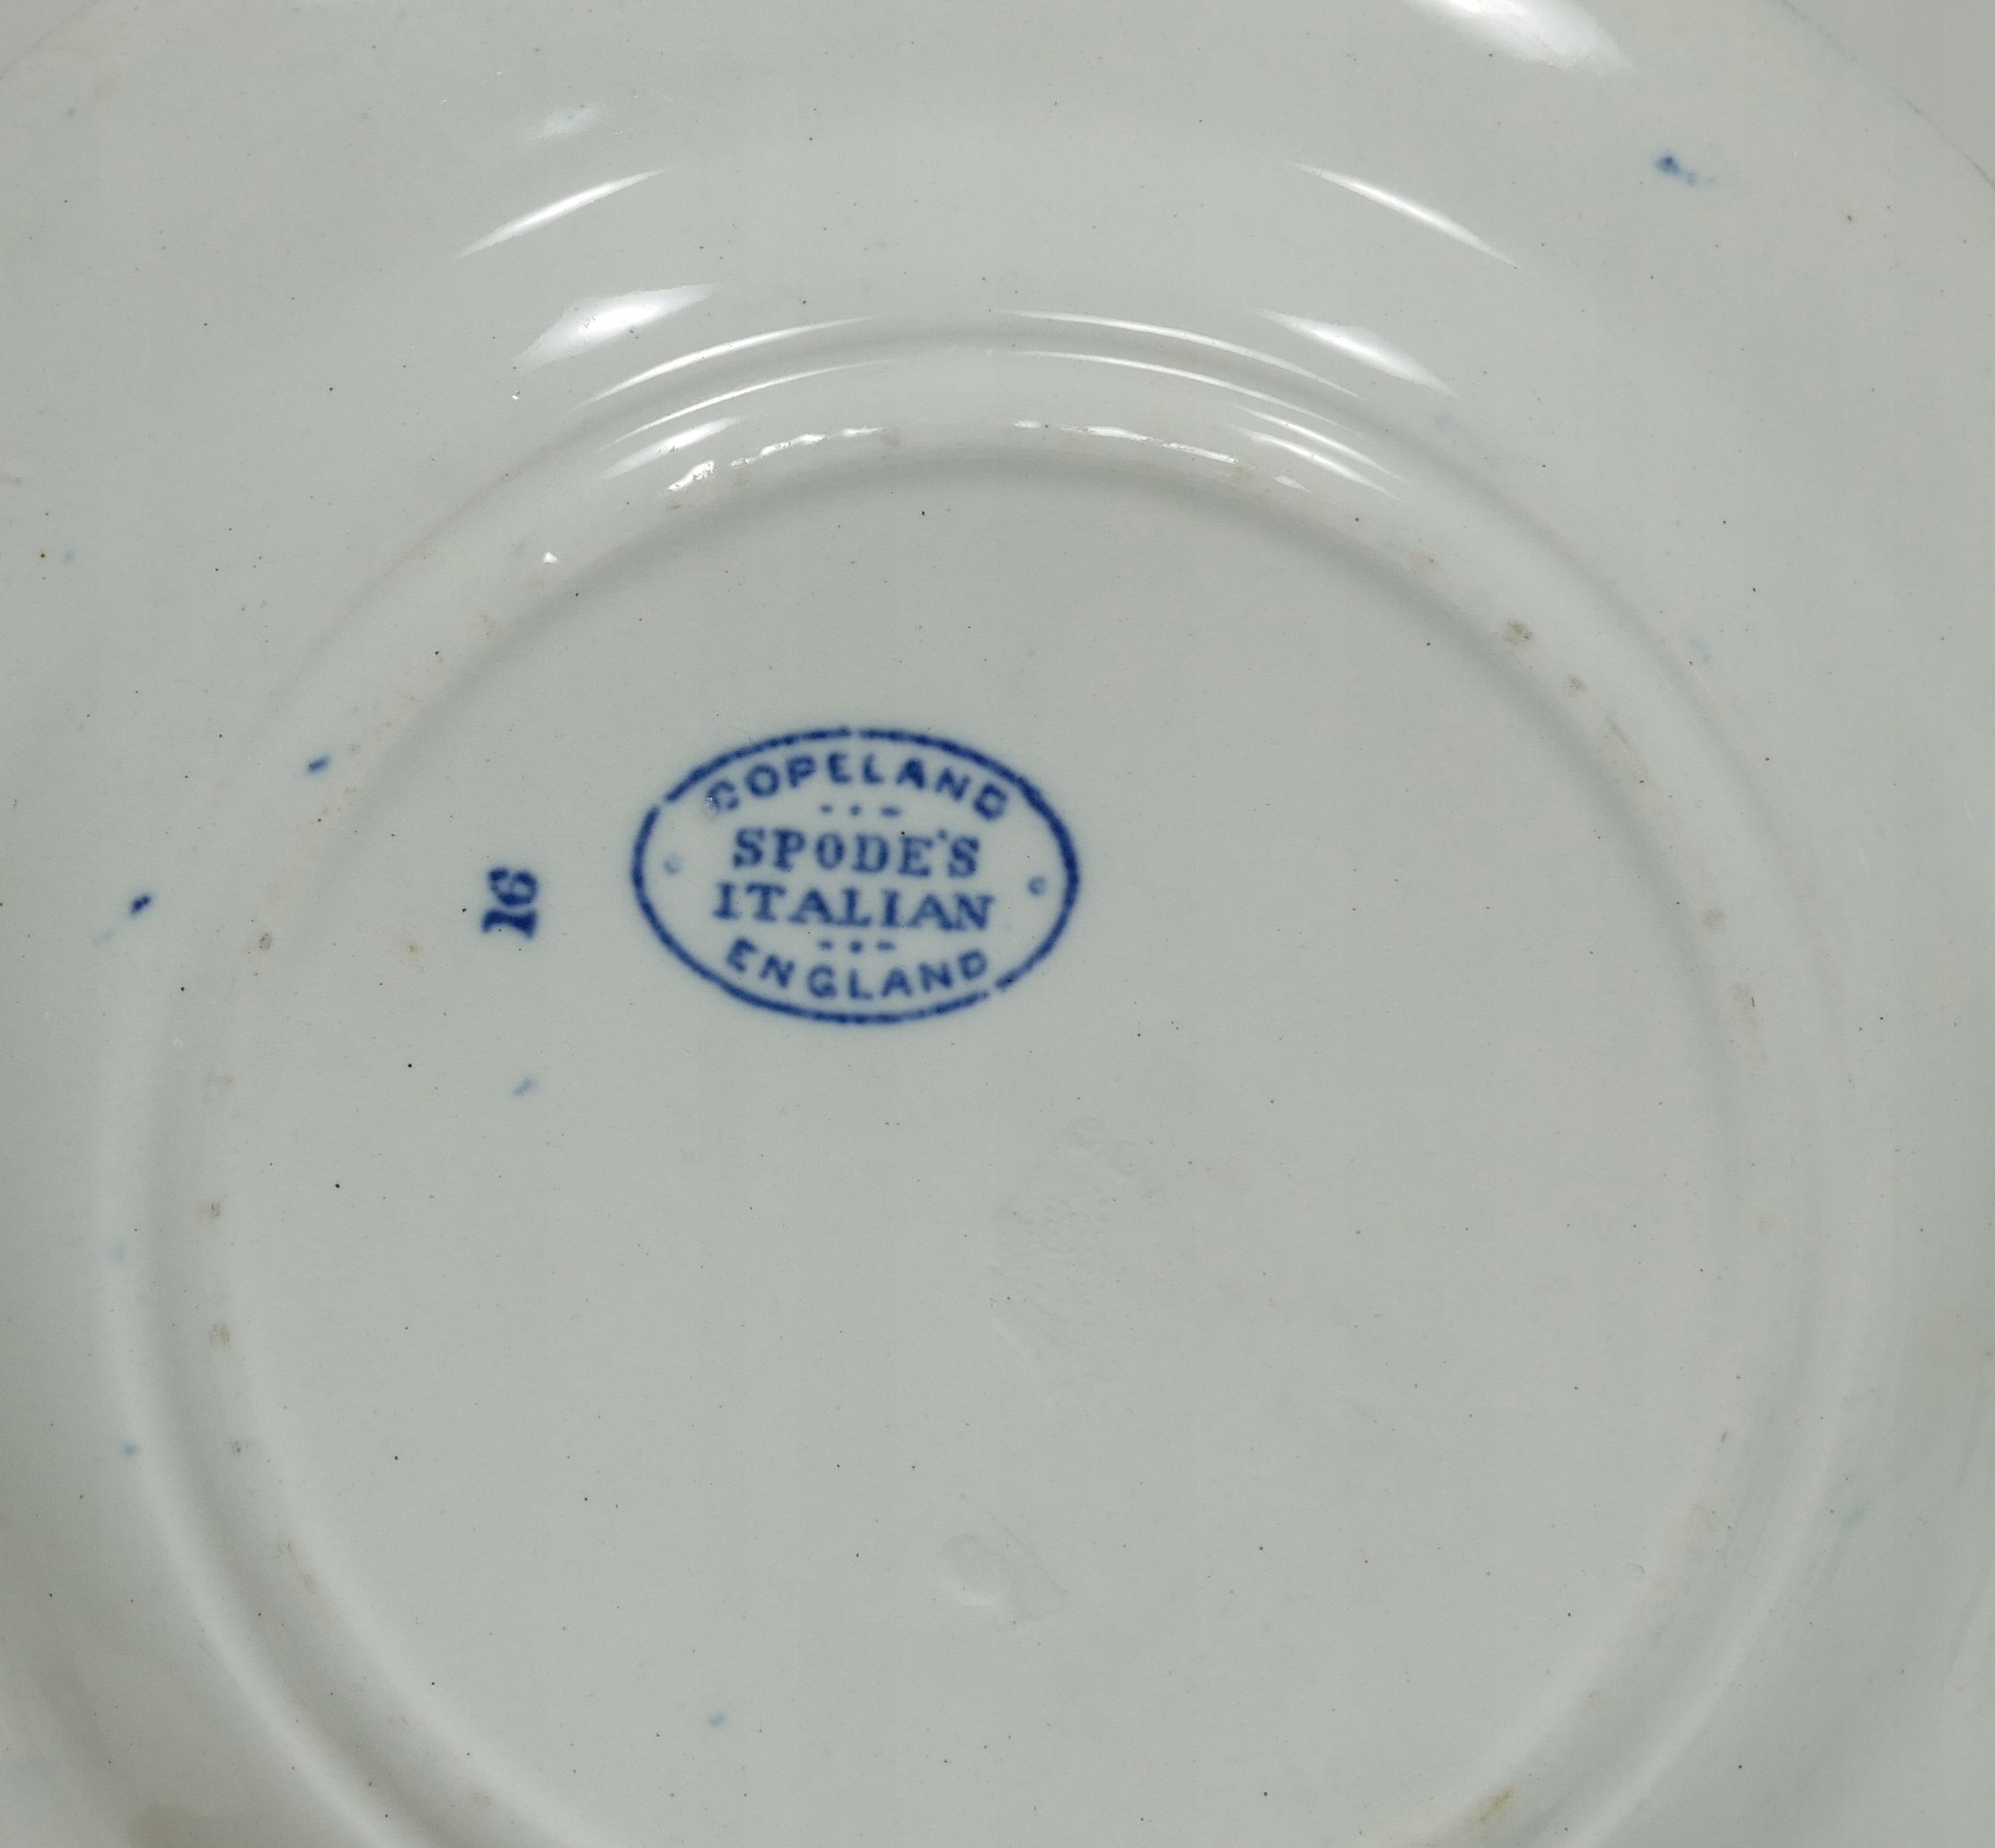 COPELAND
SPODE'S
ITALIAN
ENGLAND
16